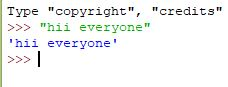 Type "copyright", "credits"
>>> "hii everyone"
'hii everyone'
>>>